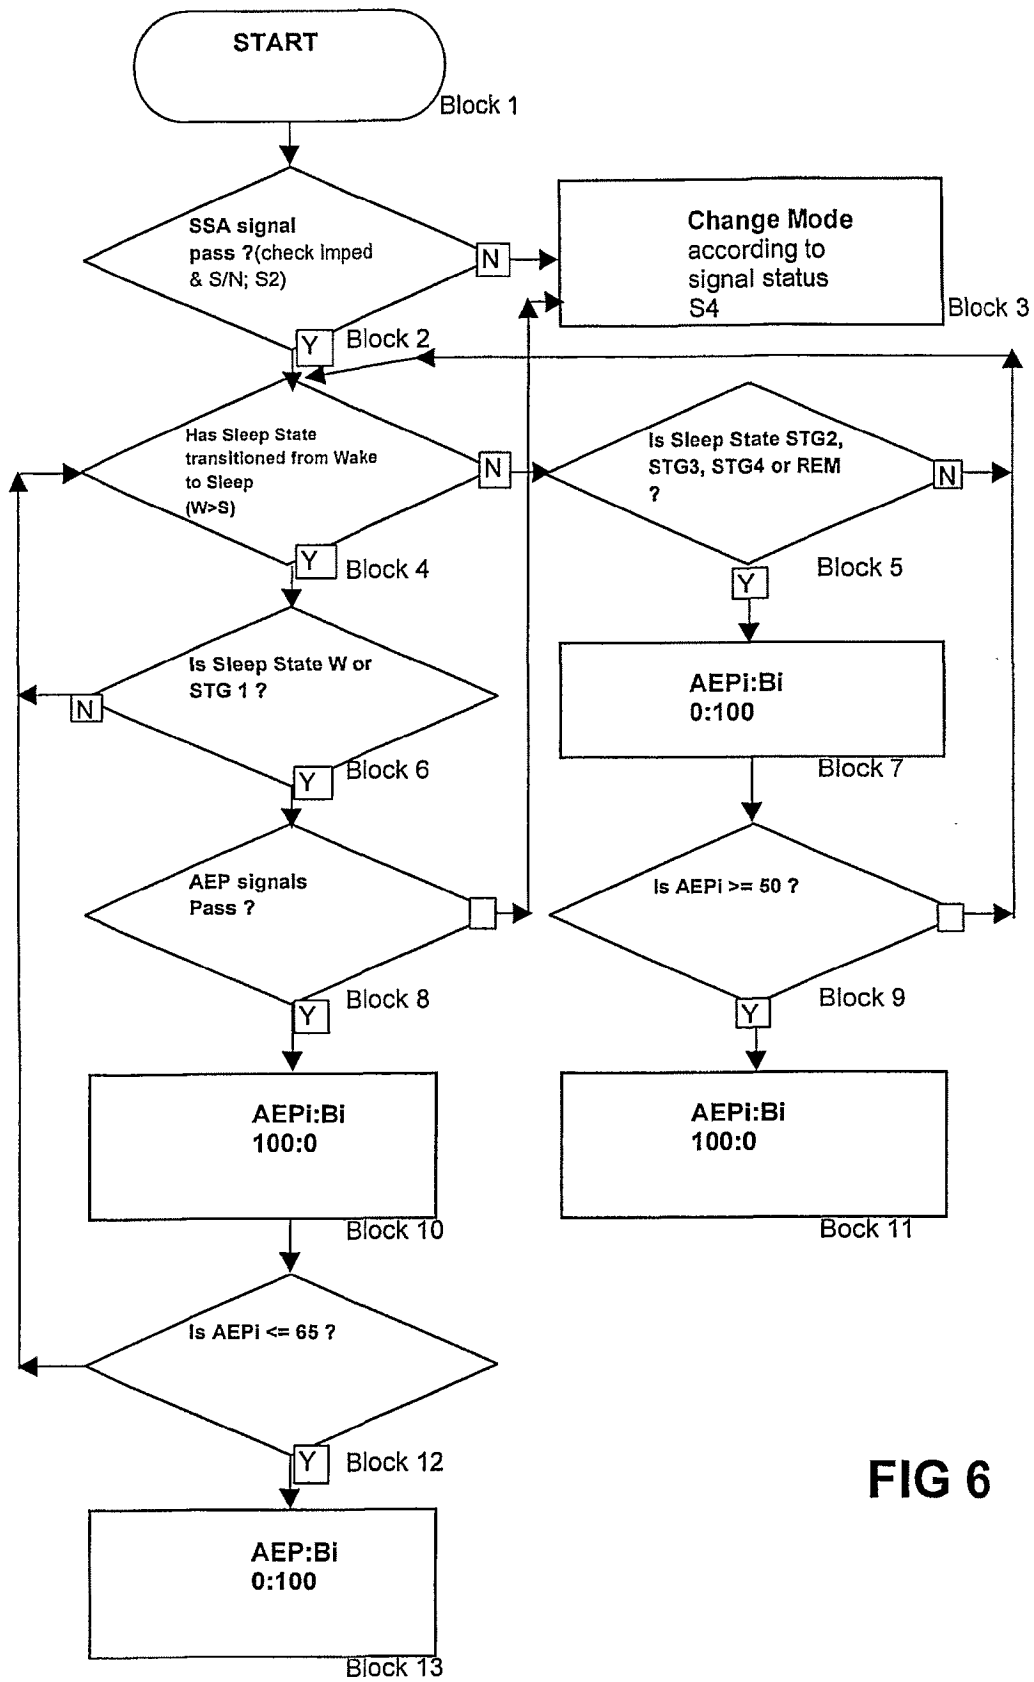 START
Block 1
SSA signal
pass ?(check imped
& S/N; S2)
N
Y
Block 2
Change Mode
according to
signal status
S4
Block 3
Has Sleep State
transitioned from Wake
to Sleep
(W>S)
N
Y
Block 4
Is Sleep State STG2,
STG3, STG4 or REM
?
N
Y
Block 5
Is Sleep State W or
STG 1 ?
N
Y
Block 6
AEPi:Bi
0:100
Block 7
AEP signals
Pass ?
Y
Block 8
Is AEPi >= 50 ?
Y
Block 9
AEPi:Bi
100:0
Block 10
AEPi:Bi
100:0
Bock 11
Is AEPi <= 65 ?
Y
Block 12
AEP:Bi
0:100
Block 13
FIG 6